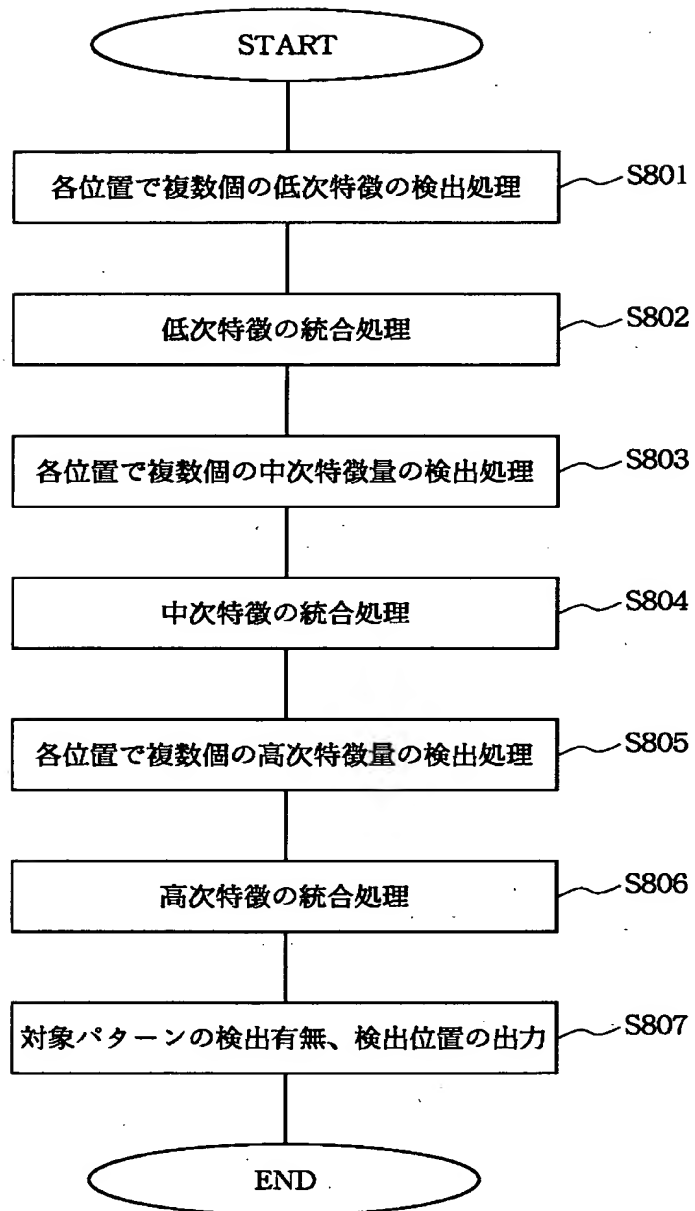 START
各位置で複数個の低次特徴の検出処理
S801
低次特徴の統合処理
S802
各位置で複数個の中次特徴量の検出処理
S803
中次特徴の統合処理
S804
各位置で複数個の高次特徴量の検出処理
S805
高次特徴の統合処理
S806
対象パターンの検出有無、検出位置の出力
S807
END